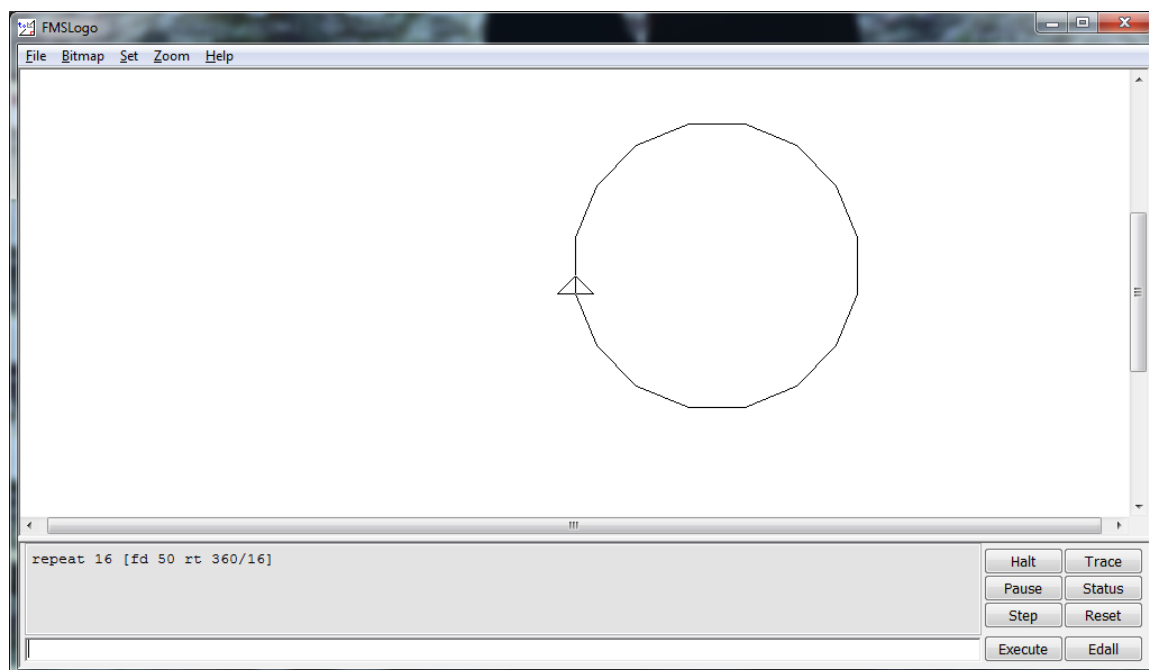 FMSLogo
File Bitmap Set Zoom Help
repeat 16 [fd 50 rt 360/16]
Halt Trace
Pause Status
Step Reset
Execute Edall